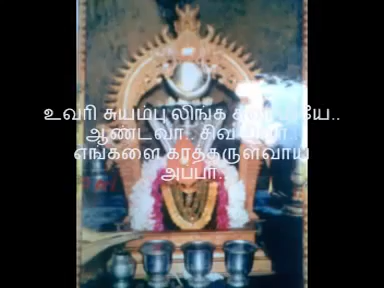 உவரி சுயம்பு லிங்க
ஆண்டவா.. சிவ
எங்களை காத்தருள்வாய்
அப்பா..